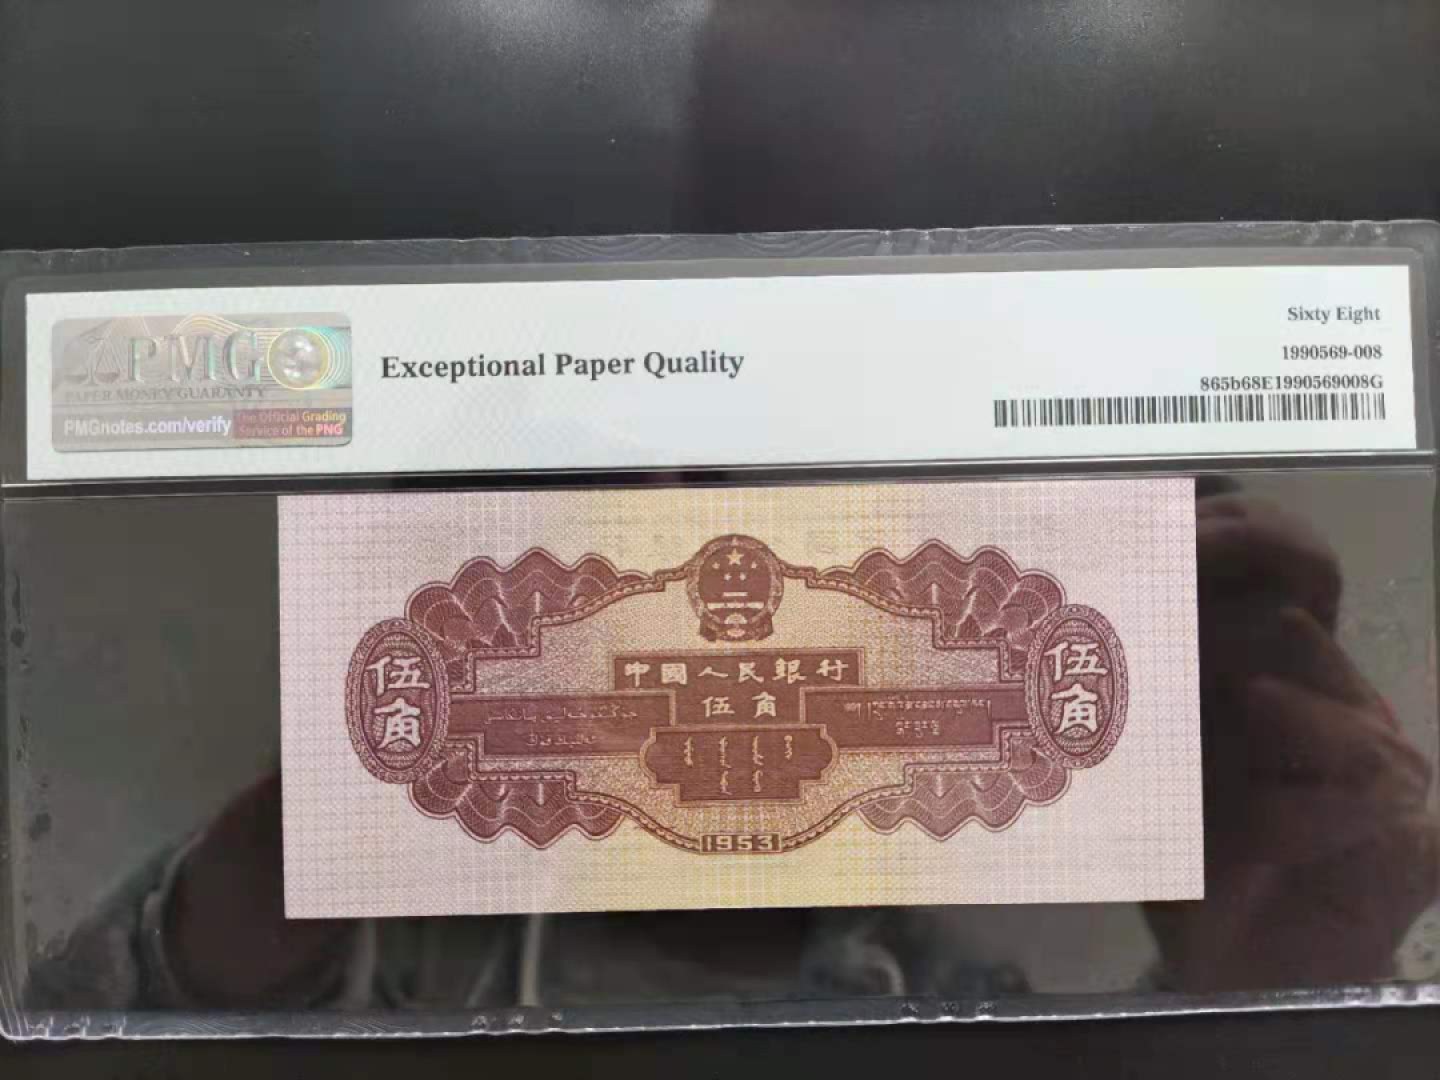 Sixty Eight
1990569-008
865b68E1990569008G
Exceptional Paper Quality
PMG
PAPER MONEY GUARANTY
PMGnotes.com/verify
The Official Grading
Service of the PNG
中國人民銀行
伍角
伍角
伍角
1953